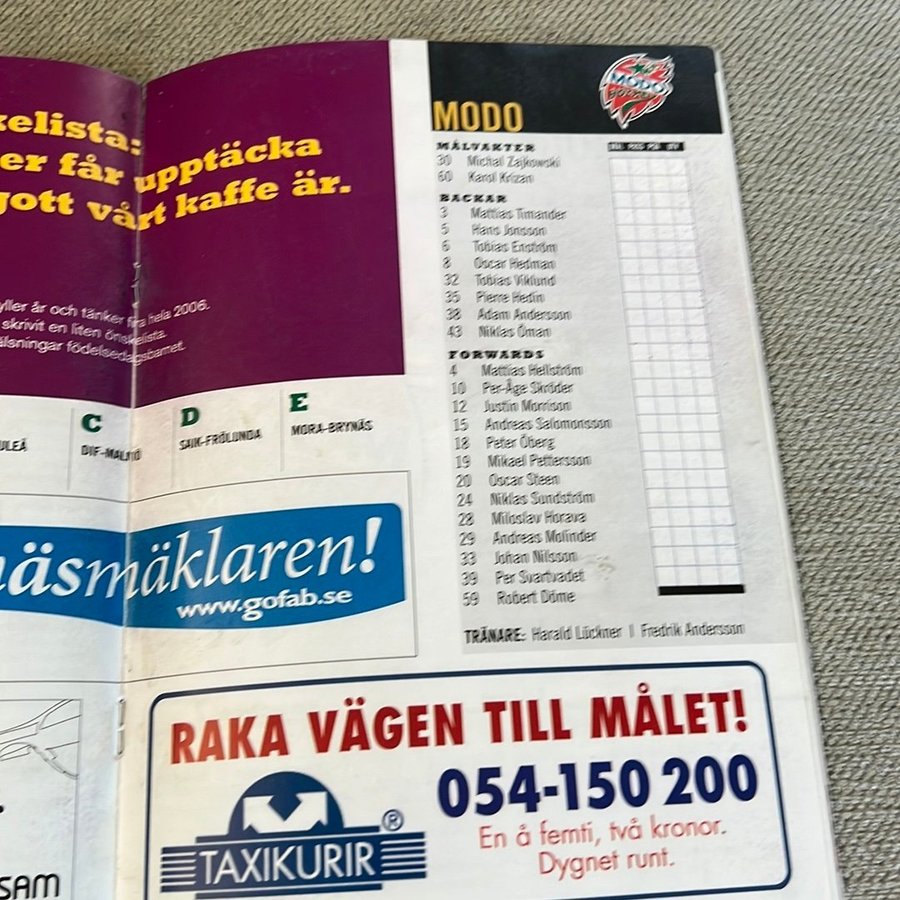 kelista:
er får upptäcka
gott vårt kaffe är.
yller år och tänker fira hela 2006.
skrivit en liten önskelista.
älsningar födelsedagsbarnet.
ULEÅ
C
DIF-MALMÖ
D
SAIK-FRÖLUNDA
E
MORA-BRYNÄS
näsmäklaren!
www.gofab.se
SAM
MODO
MODO
HOCKEY
MÅLVAKTER
30 Michal Zajkowski
60 Karol Krizan
BACKAR
3 Mattias Timander
5 Hans Jonsson
6 Tobias Enström
8 Oscar Hedman
32 Tobias Viklund
35 Pierre Hedin
38 Adam Andersson
43 Niklas Öman
FORWARDS
4 Mattias Hellström
10 Per-Åge Skröder
12 Justin Morrison
15 Andreas Salomonsson
18 Peter Öberg
19 Mikael Pettersson
20 Oscar Steen
24 Niklas Sundström
28 Miloslav Horava
29 Andreas Molinder
33 Johan Nilsson
39 Per Svartvadet
59 Robert Döme
TRÄNARE: Harald Lückner I Fredrik Andersson
RAKA VÄGEN TILL MÅLET!
TAXIKURIR®
054-150 200
En å femti, två kronor.
Dygnet runt.